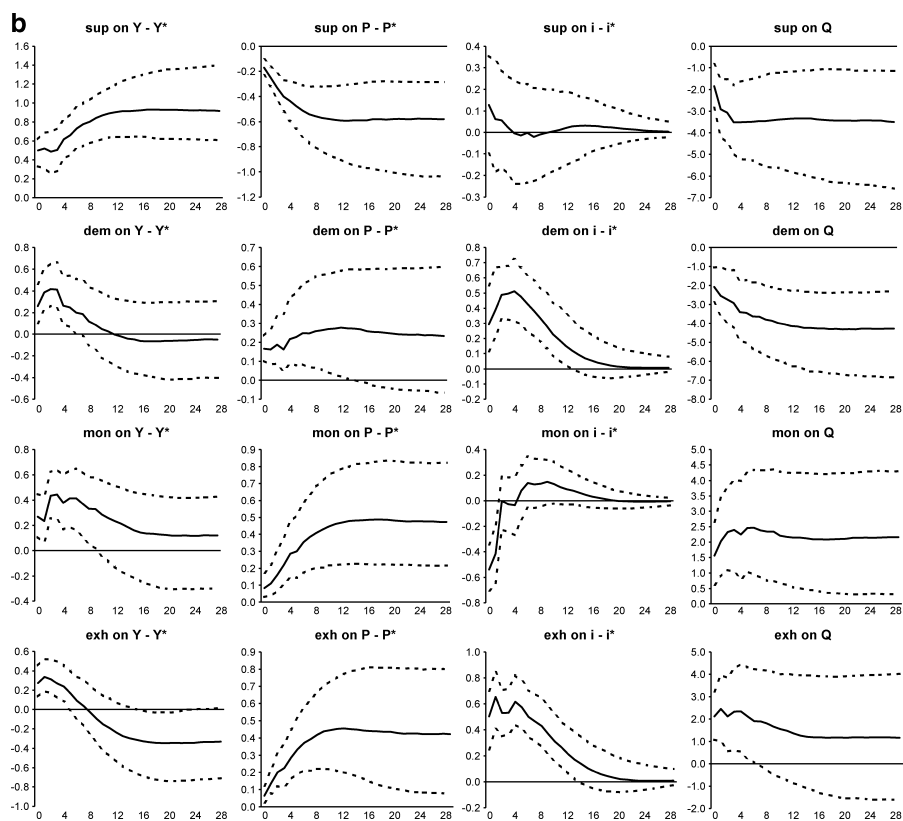 b
sup on Y - Y* sup on P - P* sup on i - i* sup on Q
1.6 1.4 1.2 1.0 0.8 0.6 0.4 0.2 0.0
0.0 -0.2 -0.4 -0.6 -0.8 -1.0 -1.2
0.4 0.3 0.2 0.1 0.0 -0.1 -0.2 -0.3
0.0 -1.0 -2.0 -3.0 -4.0 -5.0 -6.0 -7.0
0 4 8 12 16 20 24 28 0 4 8 12 16 20 24 28 0 4 8 12 16 20 24 28 0 4 8 12 16 20 24 28
dem on Y - Y* dem on P - P* dem on i - i* dem on Q
0.8 0.6 0.4 0.2 0.0 -0.2 -0.4 -0.6
0.7 0.6 0.5 0.4 0.3 0.2 0.1 0.0 -0.1
0.8 0.7 0.6 0.5 0.4 0.3 0.2 0.1 0.0 -0.1 -0.2
0.0 -1.0 -2.0 -3.0 -4.0 -5.0 -6.0 -7.0 -8.0
0 4 8 12 16 20 24 28 0 4 8 12 16 20 24 28 0 4 8 12 16 20 24 28 0 4 8 12 16 20 24 28
mon on Y - Y* mon on P - P* mon on i - i* mon on Q
0.8 0.6 0.4 0.2 0.0 -0.2 -0.4
0.9 0.8 0.7 0.6 0.5 0.4 0.3 0.2 0.1 0.0
0.4 0.2 0.0 -0.2 -0.4 -0.6 -0.8
5.0 4.5 4.0 3.5 3.0 2.5 2.0 1.5 1.0 0.5 0.0
0 4 8 12 16 20 24 28 0 4 8 12 16 20 24 28 0 4 8 12 16 20 24 28 0 4 8 12 16 20 24 28
exh on Y - Y* exh on P - P* exh on i - i* exh on Q
0.6 0.4 0.2 0.0 -0.2 -0.4 -0.6 -0.8 -1.0
0.9 0.8 0.7 0.6 0.5 0.4 0.3 0.2 0.1 0.0
1.0 0.8 0.6 0.4 0.2 0.0 -0.2
5.0 4.0 3.0 2.0 1.0 0.0 -1.0 -2.0
0 4 8 12 16 20 24 28 0 4 8 12 16 20 24 28 0 4 8 12 16 20 24 28 0 4 8 12 16 20 24 28